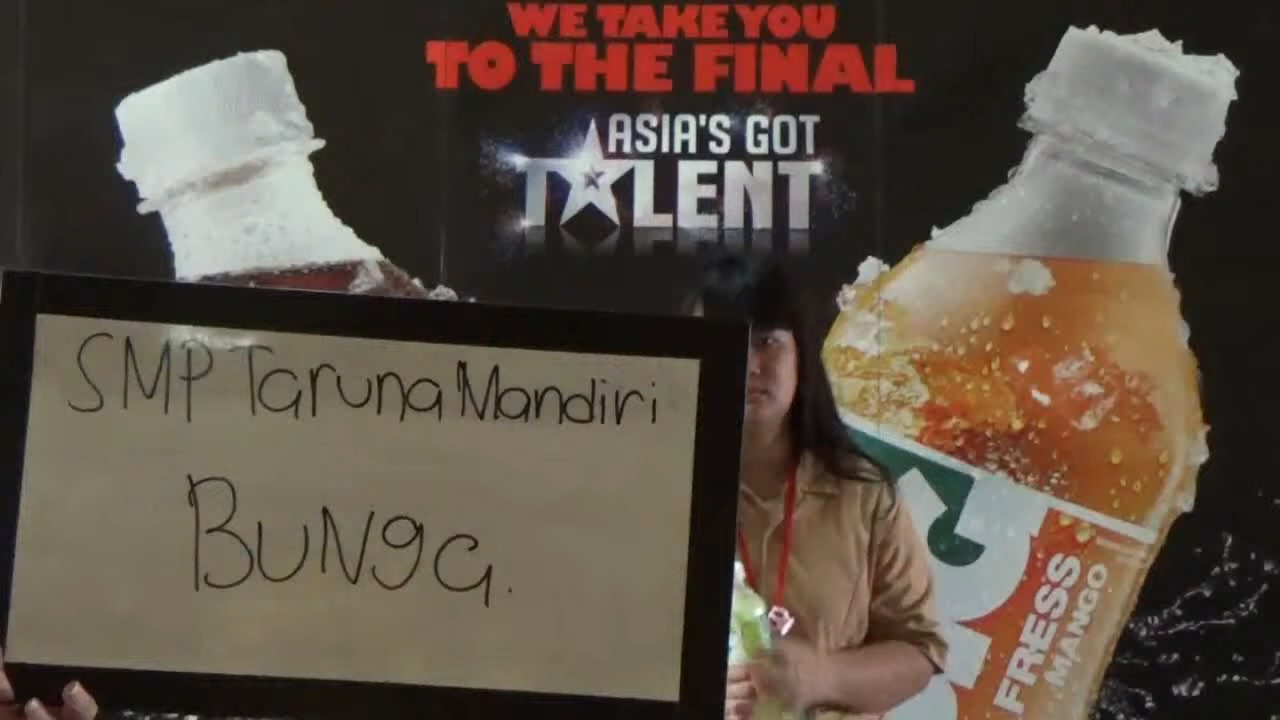 WE TAKE YOU
TO THE FINAL
ASIA'S GOT
TALENT
SMP Taruna Mandiri
BUNga.
FRESS
MANGO